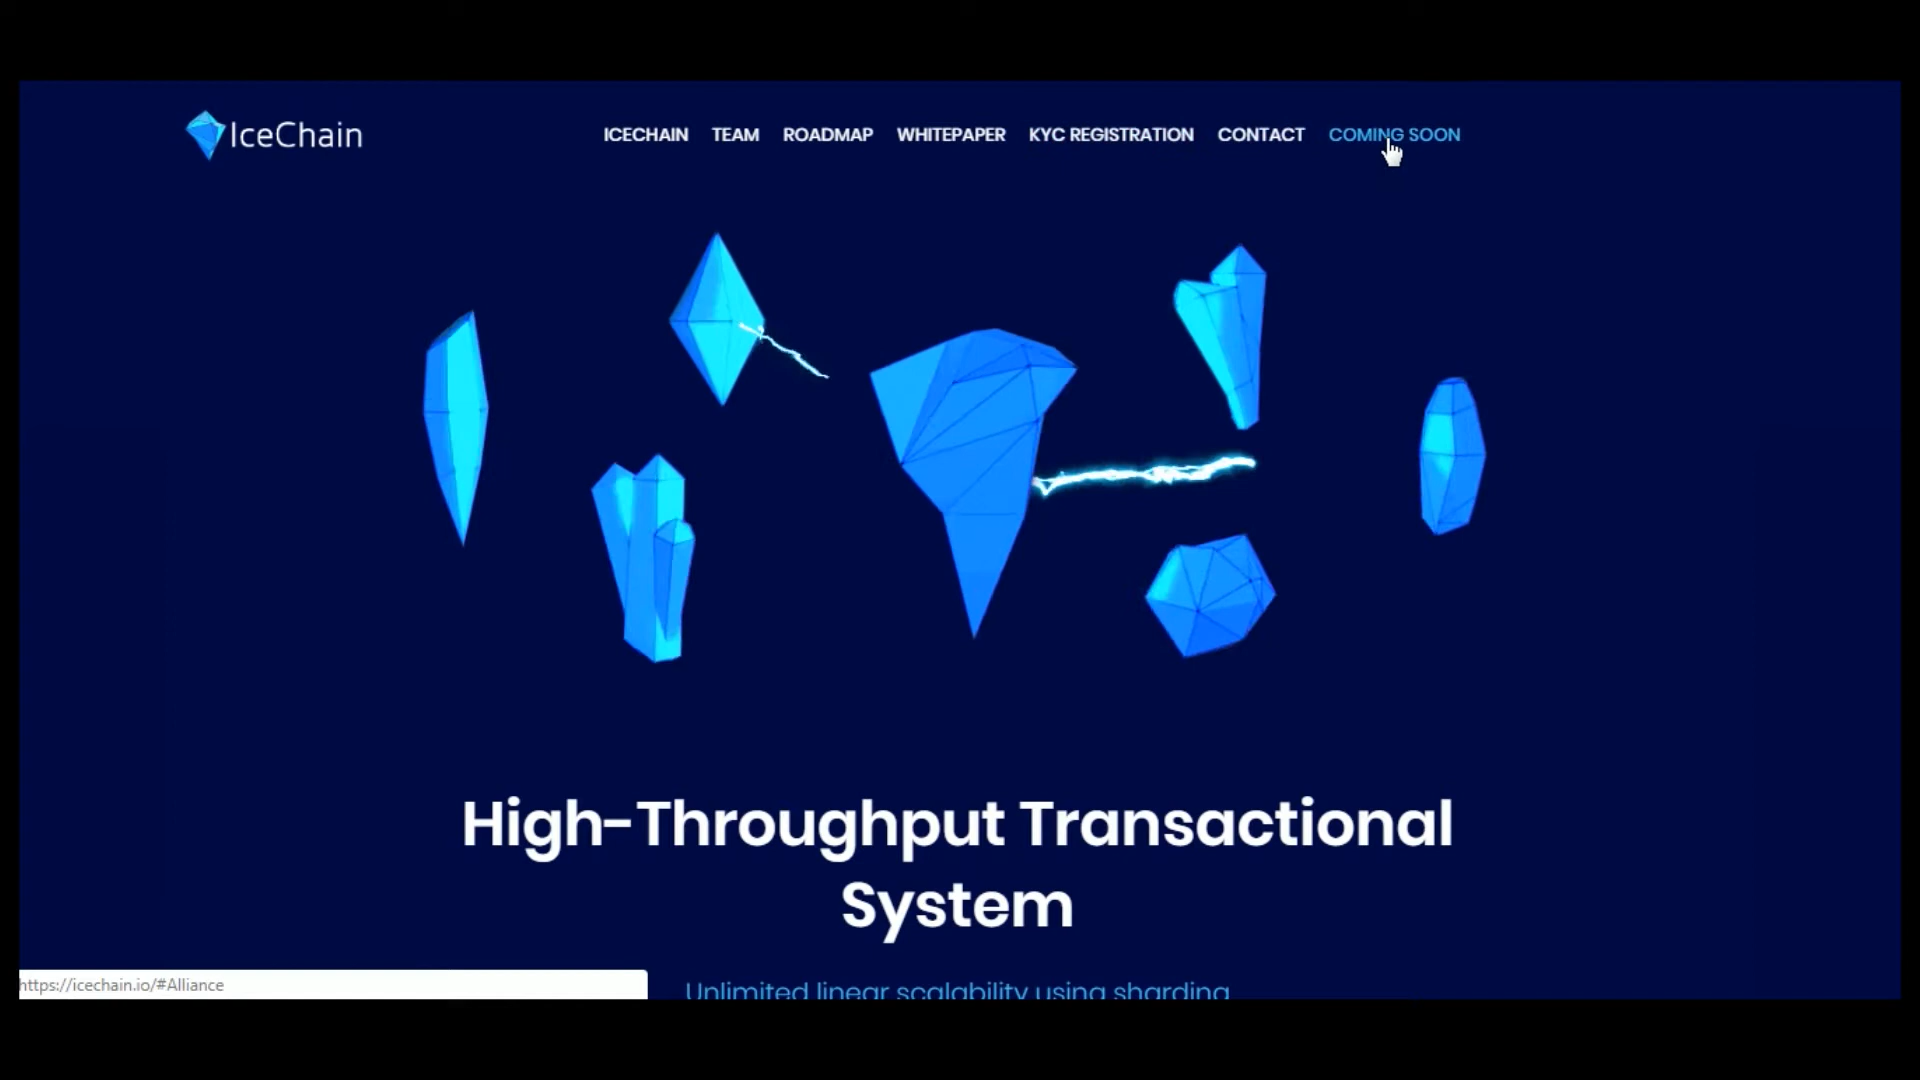 IceChain
ICECHAIN TEAM ROADMAP WHITEPAPER KYC REGISTRATION CONTACT COMING SOON
High-Throughput Transactional
System
Unlimited linear scalability using sharding
https://icechain.io/#Alliance